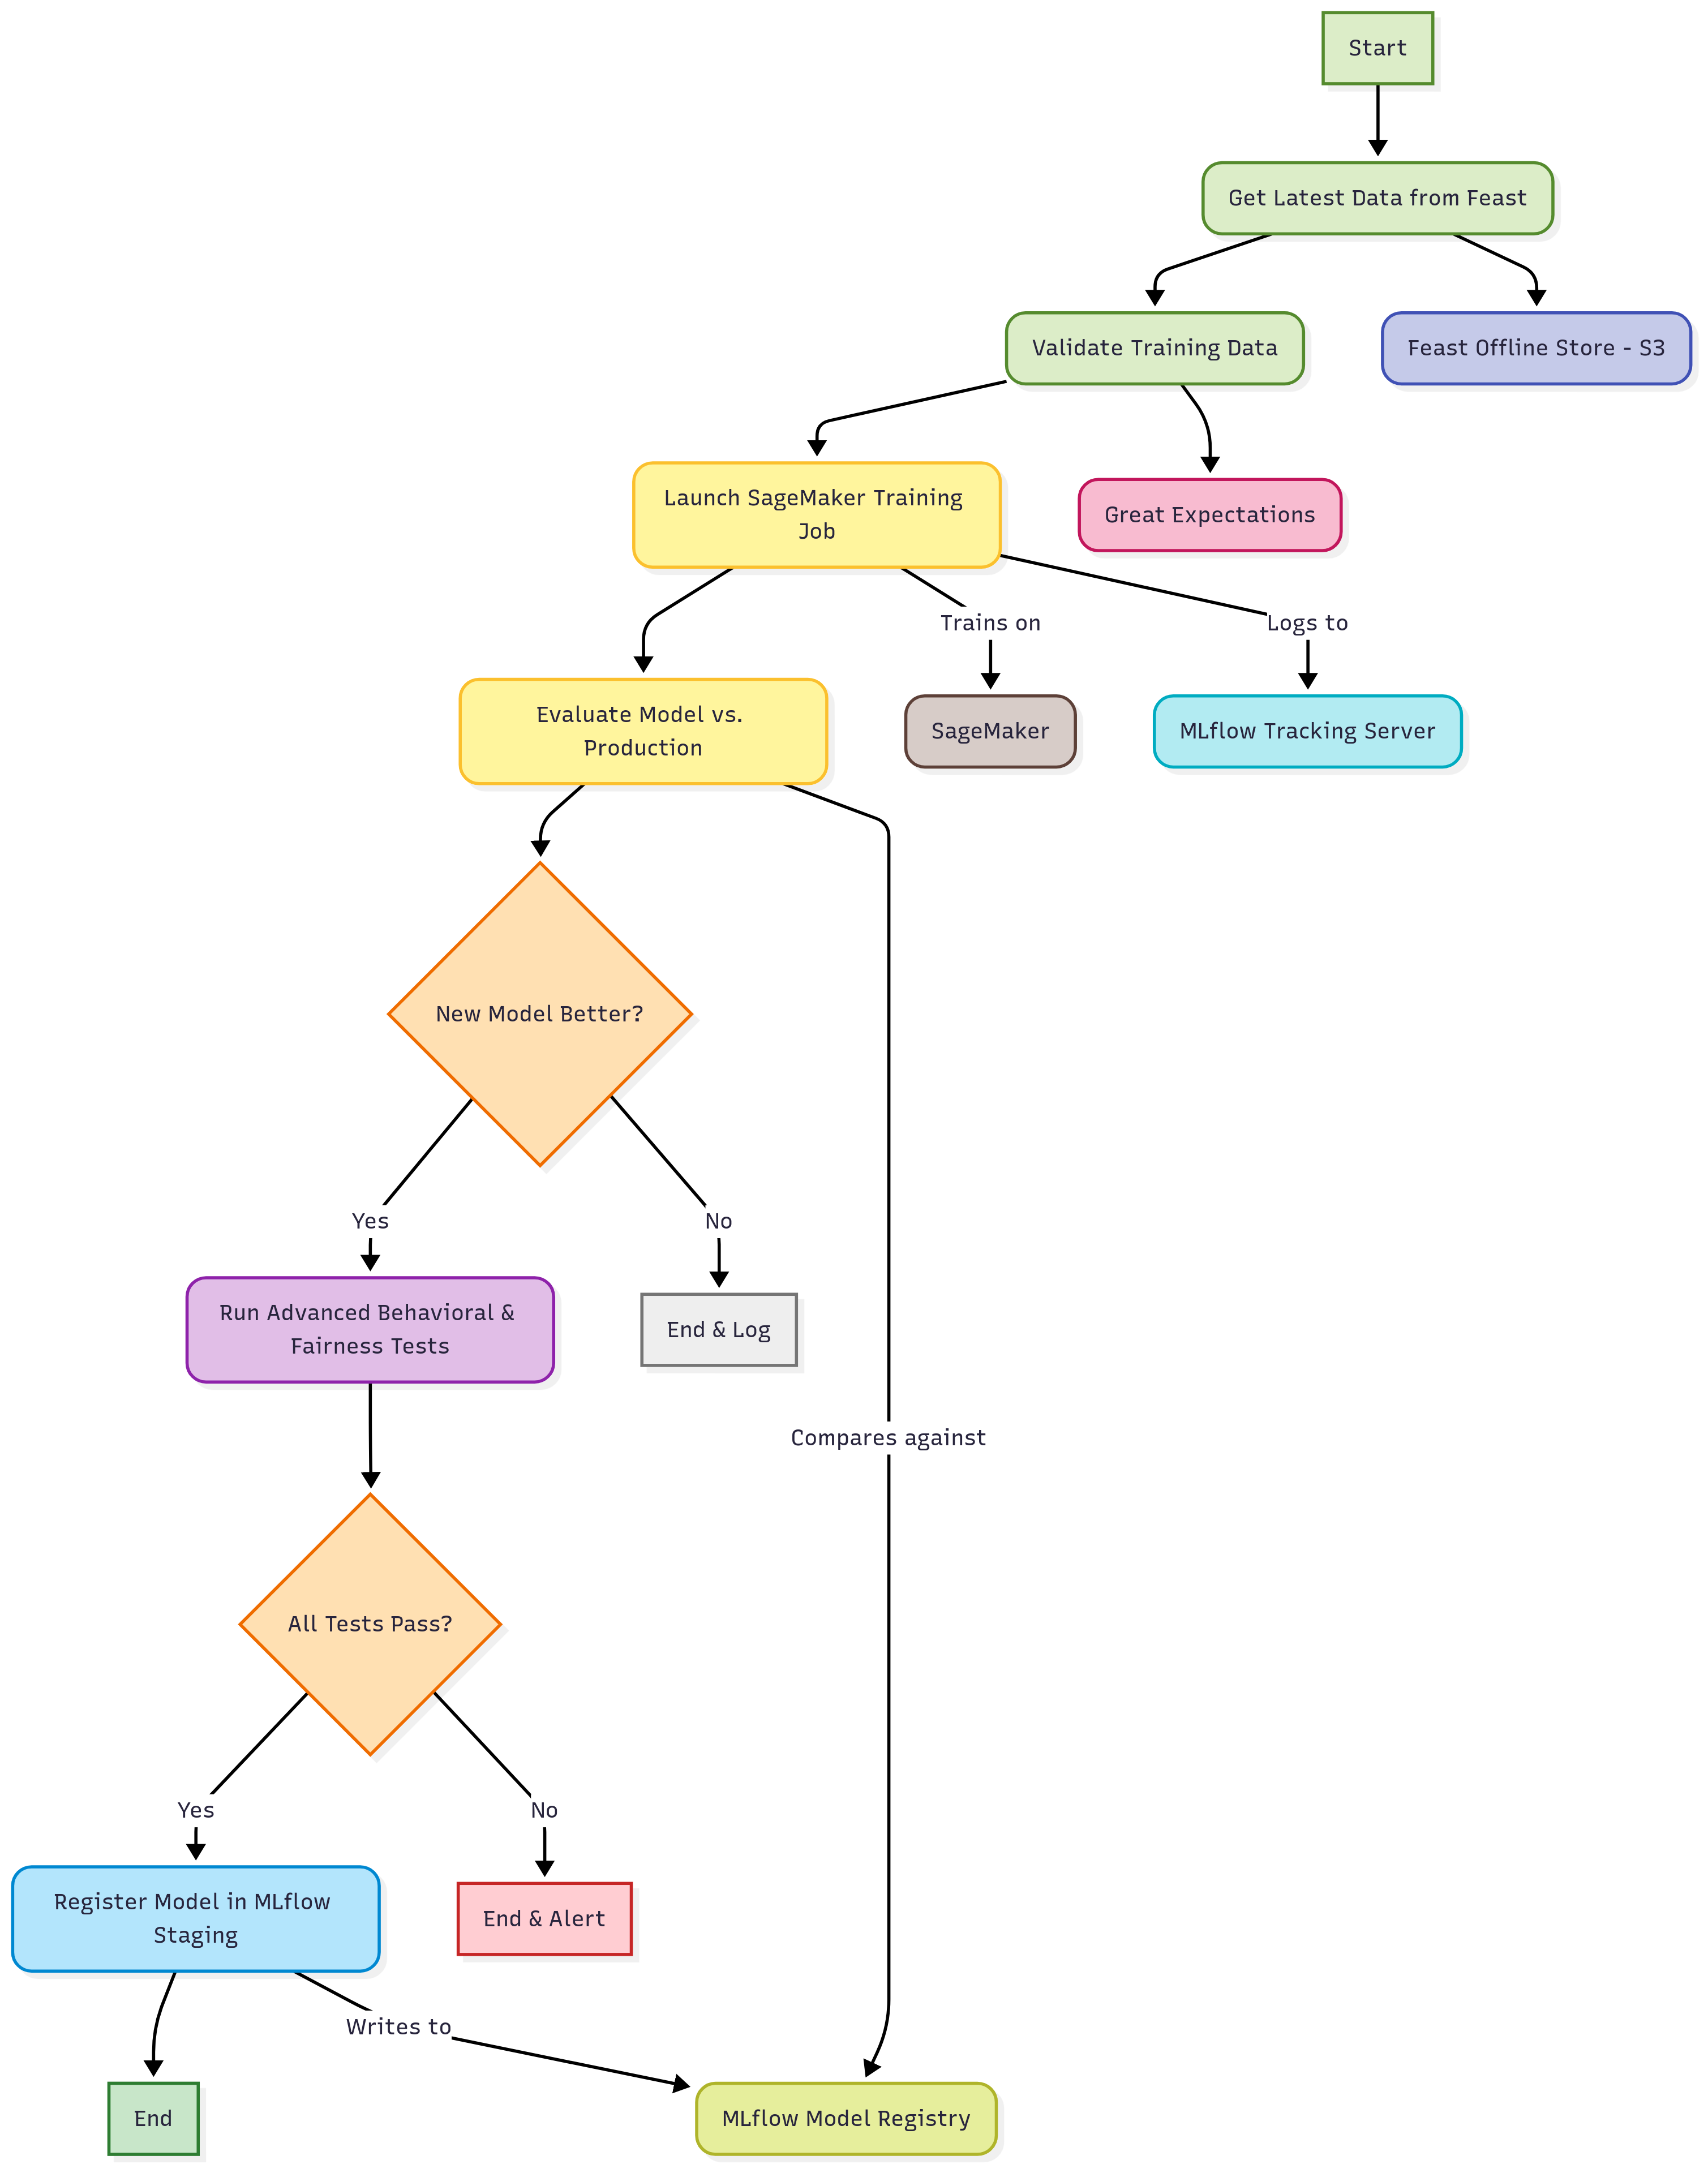 Start
Get Latest Data from Feast
Validate Training Data
Feast Offline Store - S3
Launch SageMaker Training
Job
Great Expectations
Trains on
Logs to
Evaluate Model vs.
Production
SageMaker
MLflow Tracking Server
New Model Better?
Yes
No
Run Advanced Behavioral &
Fairness Tests
End & Log
Compares against
All Tests Pass?
Yes
No
Register Model in MLflow
Staging
End & Alert
Writes to
End
MLflow Model Registry